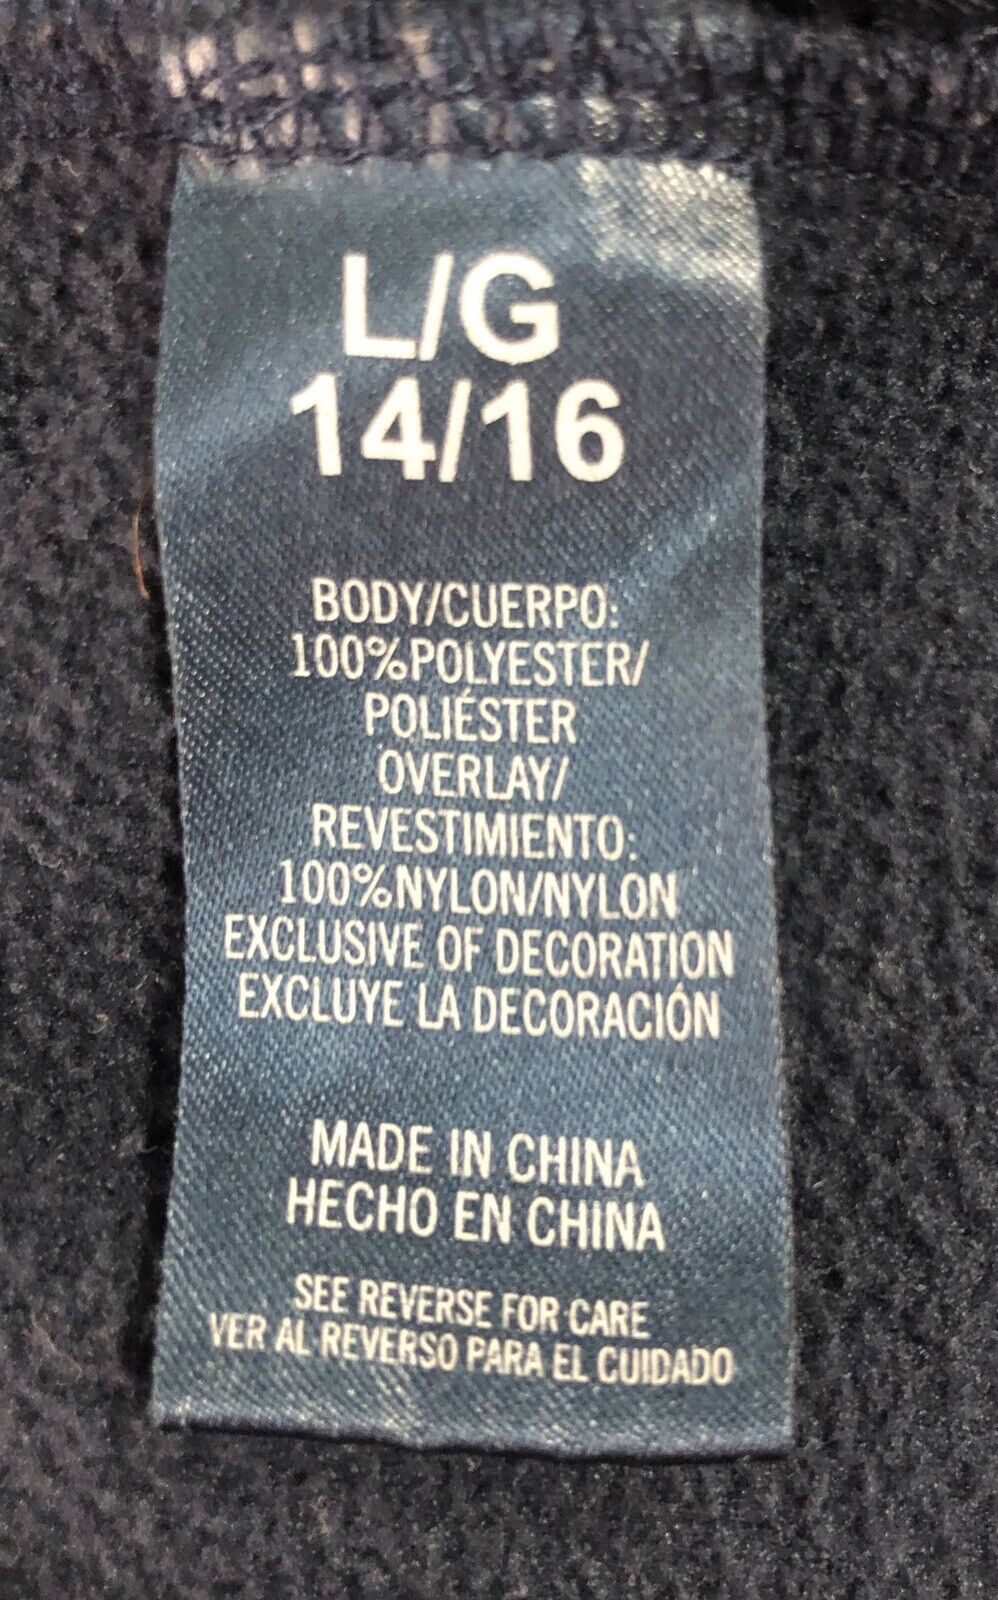 L/G
14/16
BODY/CUERPO:
100%POLYESTER/
POLIÉSTER
OVERLAY/
REVESTIMIENTO:
100%NYLON/NYLON
EXCLUSIVE OF DECORATION
EXCLUYE LA DECORACIÓN
MADE IN CHINA
HECHO EN CHINA
SEE REVERSE FOR CARE
VER AL REVERSO PARA EL CUIDADO